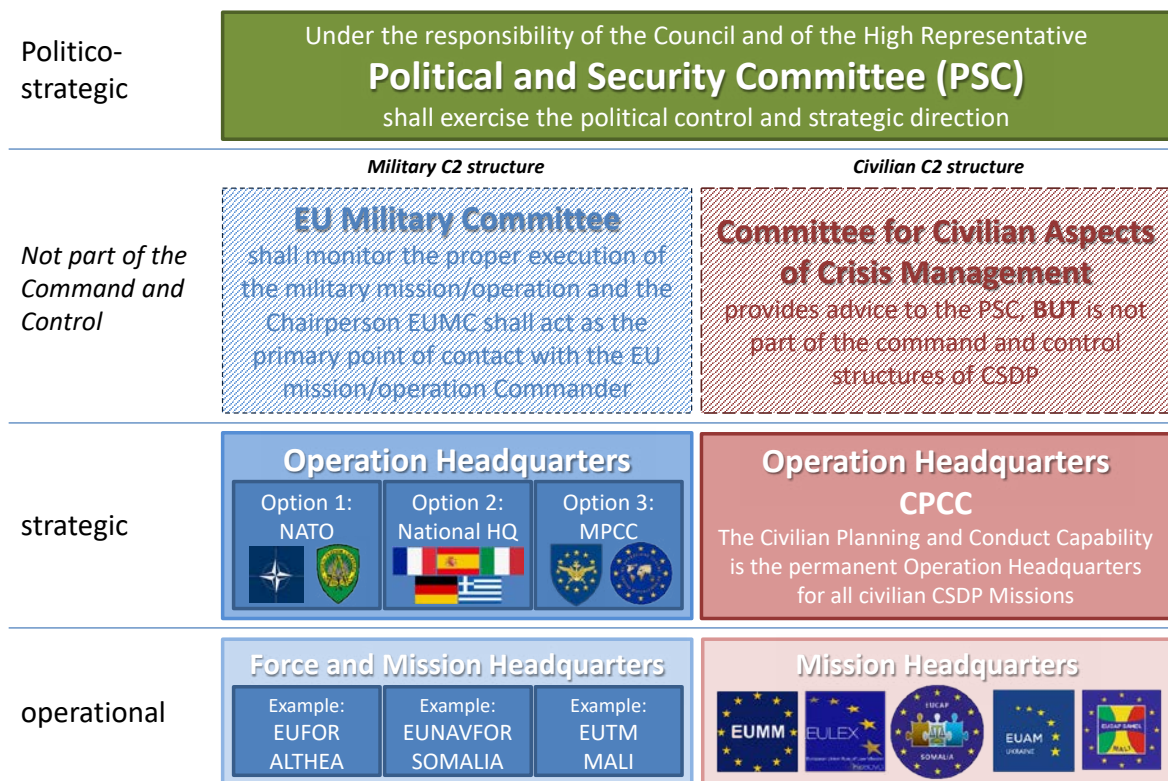 Politico-
strategic
Under the responsibility of the Council and of the High Representative
Political and Security Committee (PSC)
shall exercise the political control and strategic direction
Military C2 structure
Civilian C2 structure
Not part of the
Command and
Control
EU Military Committee
shall monitor the proper execution of
the military mission/operation and the
Chairperson EUMC shall act as the
primary point of contact with the EU
mission/operation Commander
Committee for Civilian Aspects
of Crisis Management
provides advice to the PSC, BUT is not
part of the command and control
structures of CSDP
strategic
Operation Headquarters
Option 1:
NATO
Option 2:
National HQ
Option 3:
MPCC
Operation Headquarters
CPCC
The Civilian Planning and Conduct Capability
is the permanent Operation Headquarters
for all civilian CSDP Missions
operational
Force and Mission Headquarters
Example:
EUFOR
ALTHEA
Example:
EUNAVFOR
SOMALIA
Example:
EUTM
MALI
Mission Headquarters
EUMM
EULEX
EUCAP
SOMALIA
EUAM
UKRAINE
EUCAP SAHEL
MALI